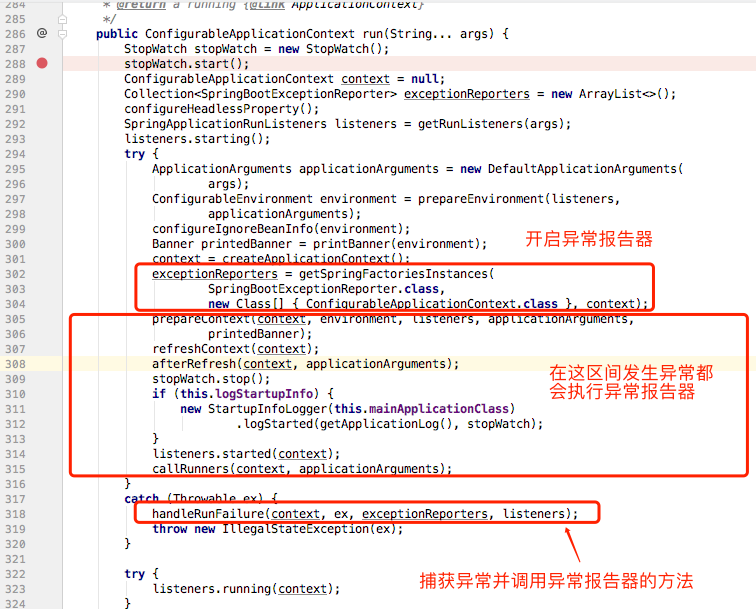 284 * @return a running {@link ApplicationContext}
285 */
286 @ public ConfigurableApplicationContext run(String... args) {
287 StopWatch stopWatch = new StopWatch();
288 stopWatch.start();
289 ConfigurableApplicationContext context = null;
290 Collection<SpringBootExceptionReporter> exceptionReporters = new ArrayList<>();
291 configureHeadlessProperty();
292 SpringApplicationRunListeners listeners = getRunListeners(args);
293 listeners.starting();
294 try {
295 ApplicationArguments applicationArguments = new DefaultApplicationArguments(
296 args);
297 ConfigurableEnvironment environment = prepareEnvironment(listeners,
298 applicationArguments);
299 configureIgnoreBeanInfo(environment);
300 Banner printedBanner = printBanner(environment);
开启异常报告器
301 context = createApplicationContext();
302 exceptionReporters = getSpringFactoriesInstances(
303 SpringBootExceptionReporter.class,
304 new Class[] { ConfigurableApplicationContext.class }, context);
305 prepareContext(context, environment, listeners, applicationArguments,
306 printedBanner);
307 refreshContext(context);
308 afterRefresh(context, applicationArguments);
309 stopWatch.stop();
在这区间发生异常都
会执行异常报告器
310 if (this.logStartupInfo) {
311 new StartupInfoLogger(this.mainApplicationClass)
312 .logStarted(getApplicationLog(), stopWatch);
313 }
314 listeners.started(context);
315 callRunners(context, applicationArguments);
316 }
317 catch (Throwable ex) {
318 handleRunFailure(context, ex, exceptionReporters, listeners);
319 throw new IllegalStateException(ex);
320 }
321
322 try {
捕获异常并调用异常报告器的方法
323 listeners.running(context);
324 }